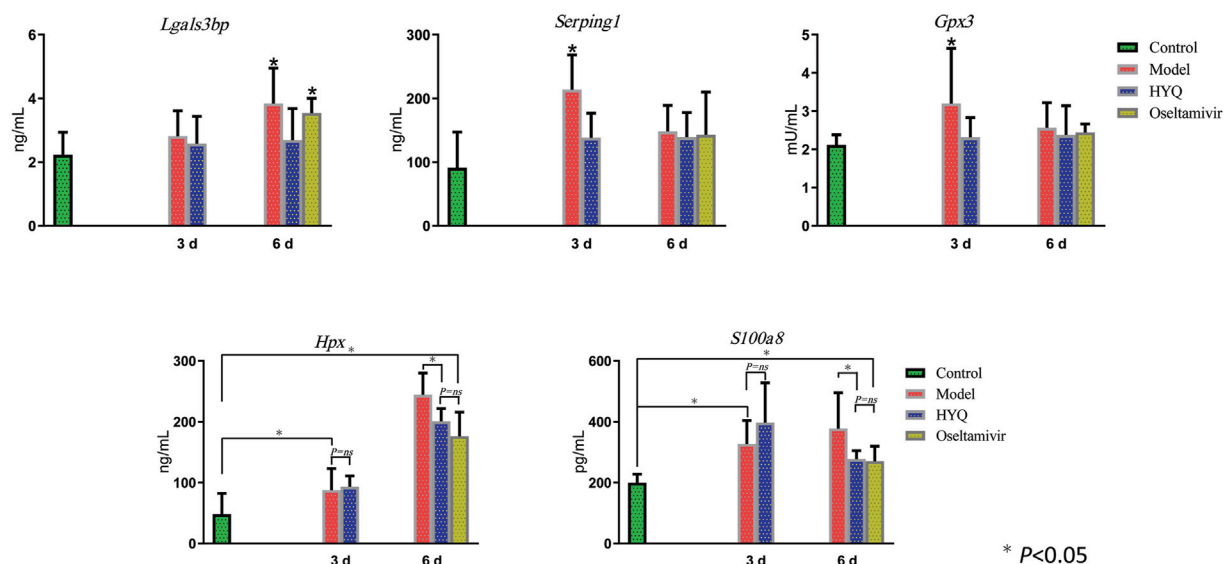 Lgals3bp
ng/mL
6
4
2
0
*
*
3 d
6 d
Serping1
ng/mL
300
200
100
0
*
3 d
6 d
Gpx3
mU/mL
5
4
3
2
1
0
*
3 d
6 d
Control
Model
HYQ
Oseltamivir
Hpx
ng/mL
300
200
100
0
*
*
*
P=ns
P=ns
3 d
6 d
S100a8
pg/mL
600
400
200
0
*
P=ns
*
*
P=ns
3 d
6 d
Control
Model
HYQ
Oseltamivir
* P<0.05